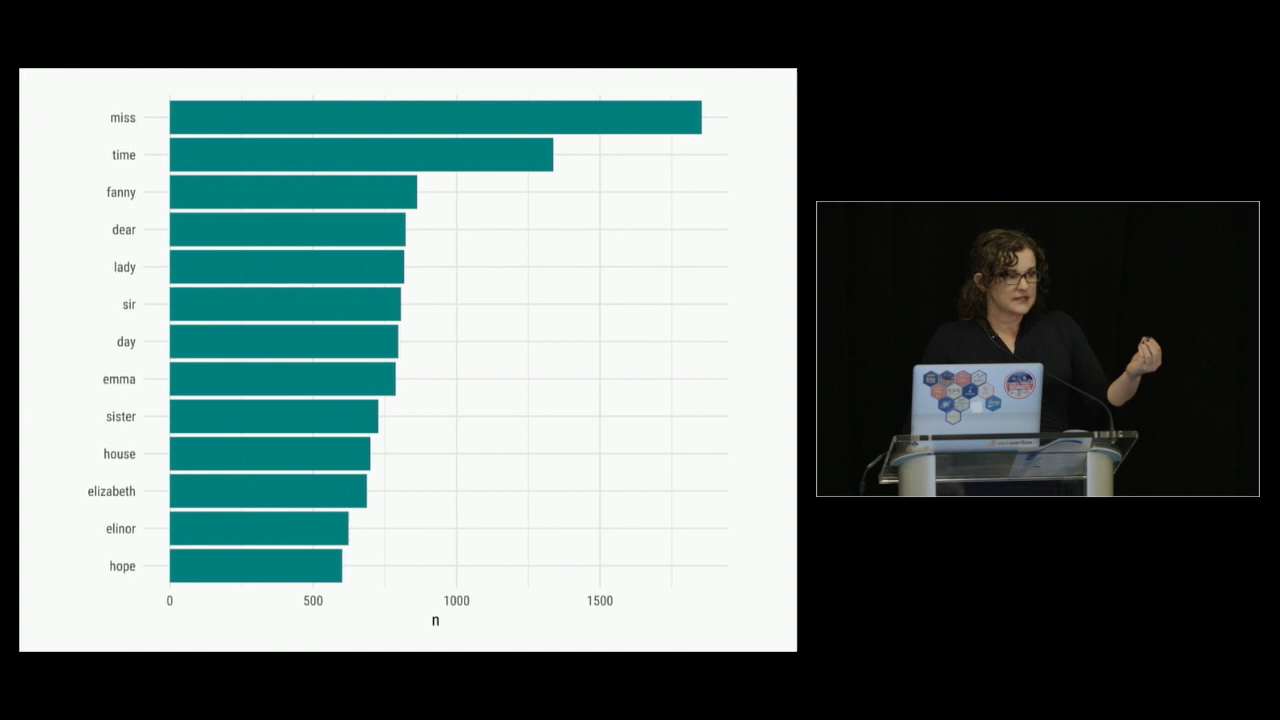 miss
time
fanny
dear
lady
sir
day
emma
sister
house
elizabeth
elinor
hope
0 500 1000 1500
n